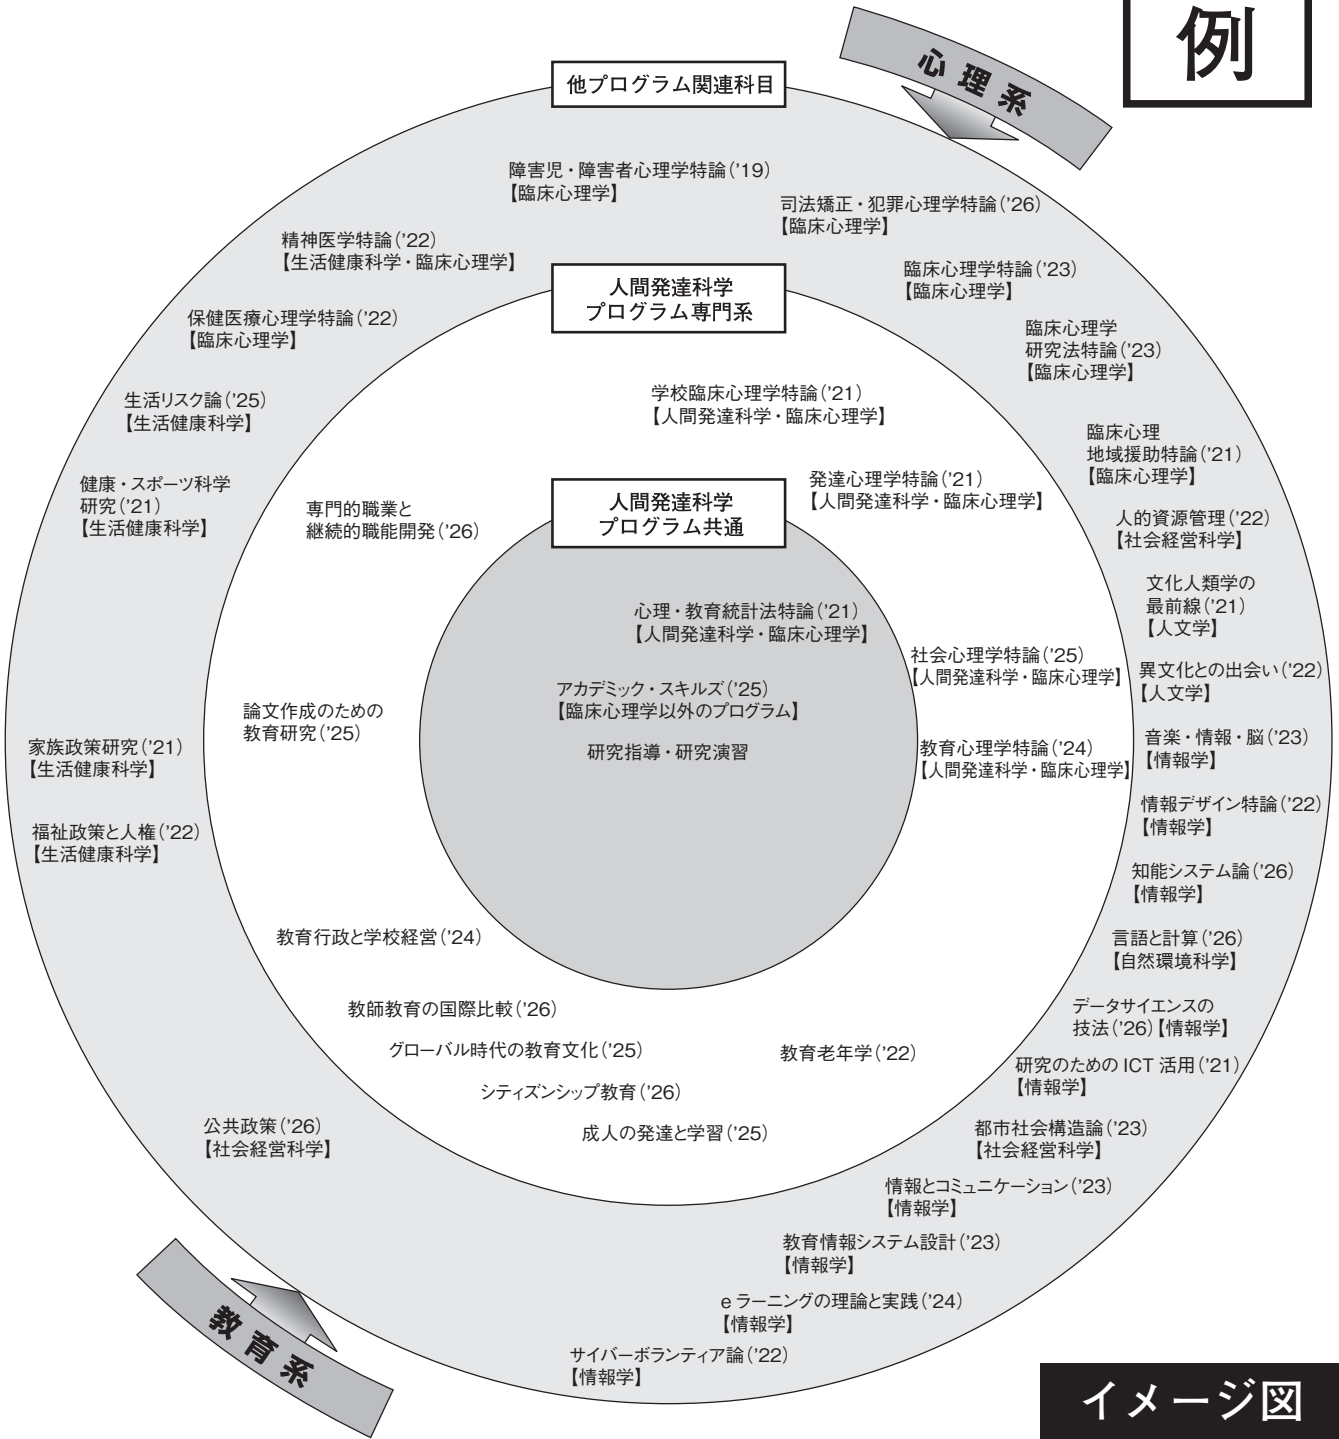 例
心理系
他プログラム関連科目
障害児・障害者心理学特論('19)
【臨床心理学】
司法矯正・犯罪心理学特論('26)
【臨床心理学】
精神医学特論('22)
【生活健康科学・臨床心理学】
臨床心理学特論('23)
【臨床心理学】
保健医療心理学特論('22)
【臨床心理学】
臨床心理学
研究法特論('23)
【臨床心理学】
生活リスク論('25)
【生活健康科学】
臨床心理
地域援助特論('21)
【臨床心理学】
健康・スポーツ科学
研究('21)
【生活健康科学】
人的資源管理('22)
【社会経営科学】
文化人類学の
最前線('21)
【人文学】
異文化との出会い('22)
【人文学】
音楽・情報・脳('23)
【情報学】
家族政策研究('21)
【生活健康科学】
情報デザイン特論('22)
【情報学】
福祉政策と人権('22)
【生活健康科学】
知能システム論('26)
【情報学】
言語と計算('26)
【自然環境科学】
データサイエンスの
技法('26)【情報学】
研究のための ICT 活用('21)
【情報学】
公共政策('26)
【社会経営科学】
都市社会構造論('23)
【社会経営科学】
情報とコミュニケーション('23)
【情報学】
教育情報システム設計('23)
【情報学】
e ラーニングの理論と実践('24)
【情報学】
サイバーボランティア論('22)
【情報学】
人間発達科学
プログラム専門系
学校臨床心理学特論('21)
【人間発達科学・臨床心理学】
発達心理学特論('21)
【人間発達科学・臨床心理学】
専門的職業と
継続的職能開発('26)
社会心理学特論('25)
【人間発達科学・臨床心理学】
論文作成のための
教育研究('25)
教育心理学特論('24)
【人間発達科学・臨床心理学】
教育行政と学校経営('24)
教師教育の国際比較('26)
グローバル時代の教育文化('25)
教育老年学('22)
シティズンシップ教育('26)
成人の発達と学習('25)
人間発達科学
プログラム共通
心理・教育統計法特論('21)
【人間発達科学・臨床心理学】
アカデミック・スキルズ('25)
【臨床心理学以外のプログラム】
研究指導・研究演習
教育系
イメージ図